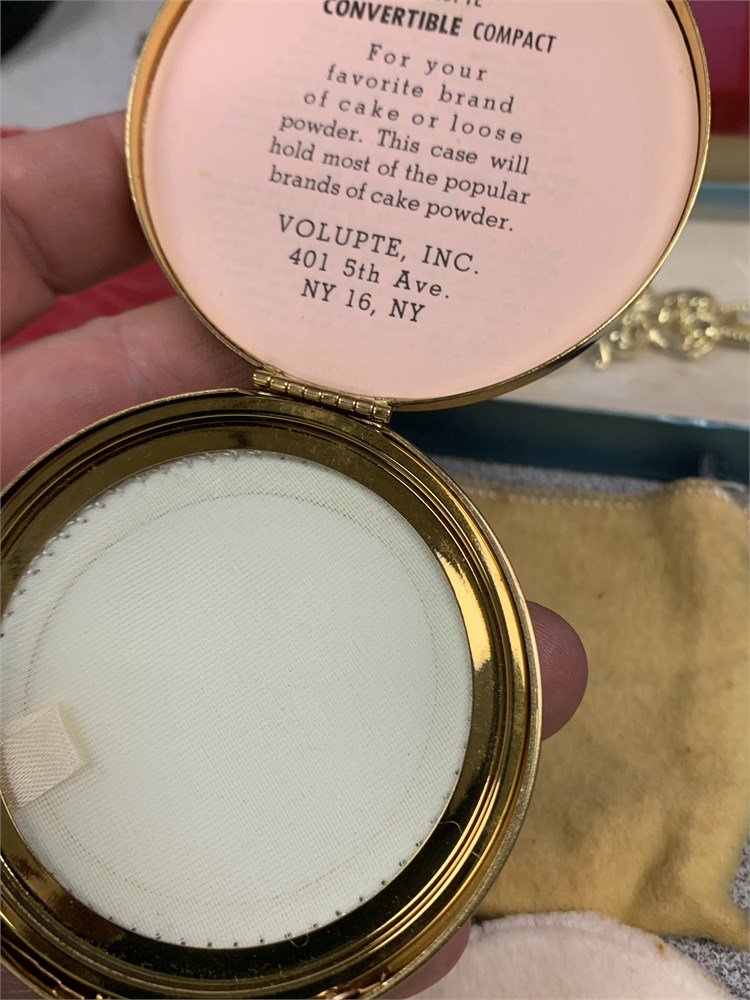 CONVERTIBLE COMPACT
For your
favorite brand
of cake or loose
powder. This case will
hold most of the popular
brands of cake powder.
VOLUPTE, INC.
401 5th Ave.
NY 16, NY